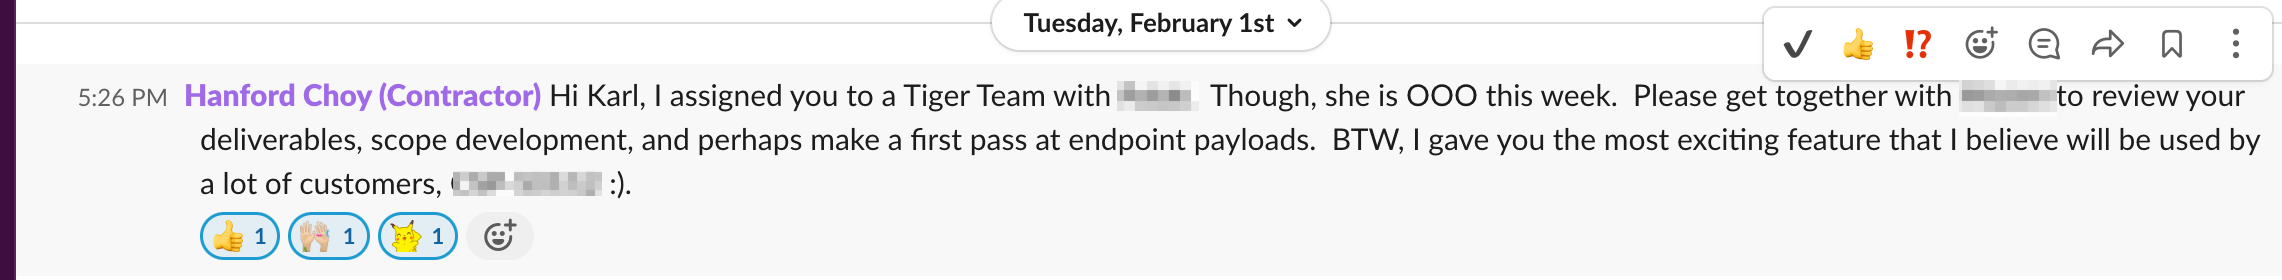 Tuesday, February 1st
5:26 PM Hanford Choy (Contractor) Hi Karl, I assigned you to a Tiger Team with Though, she is OOO this week. Please get together with to review your
deliverables, scope development, and perhaps make a first pass at endpoint payloads. BTW, I gave you the most exciting feature that I believe will be used by
a lot of customers, :).
1 1 1